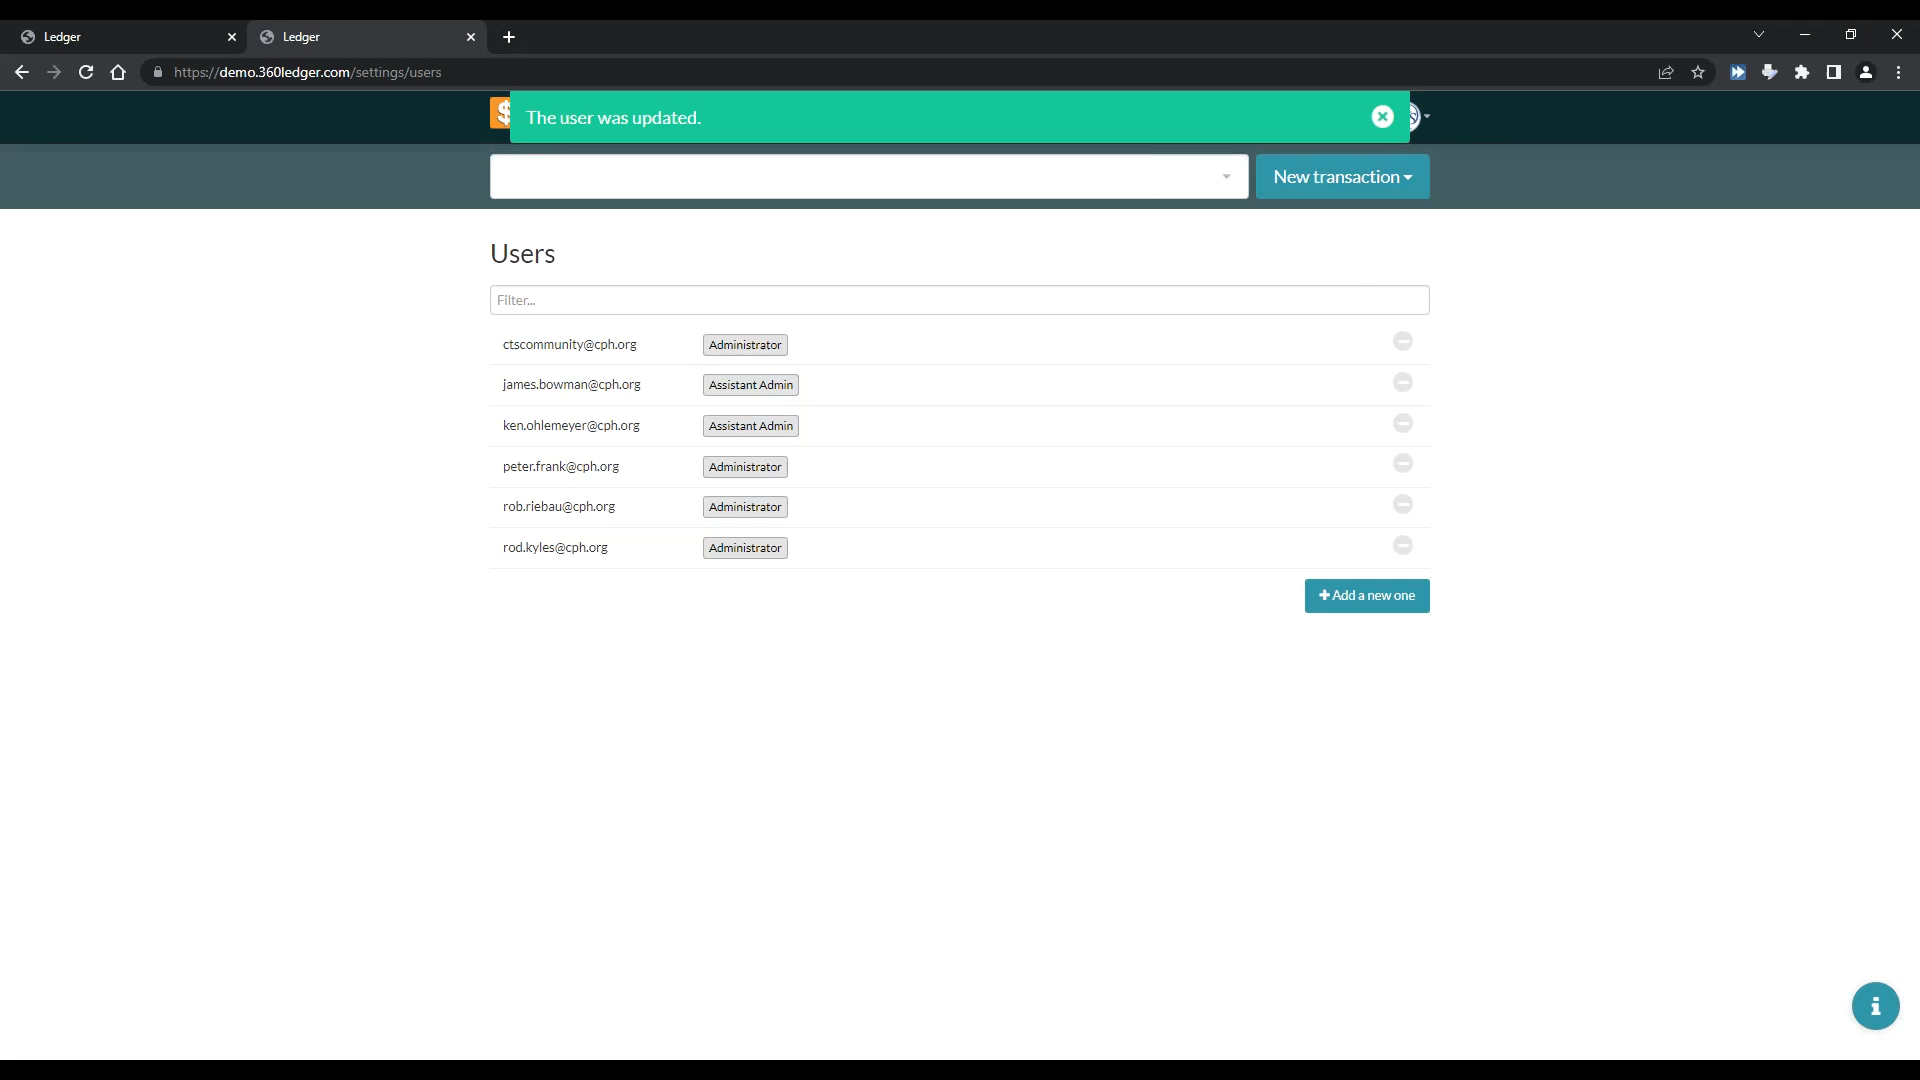 Ledger
Ledger
https://demo.360ledger.com/settings/users
$
The user was updated.
New transaction
Users
Filter...
ctscommunity@cph.org Administrator
james.bowman@cph.org Assistant Admin
ken.ohlemeyer@cph.org Assistant Admin
peter.frank@cph.org Administrator
rob.riebau@cph.org Administrator
rod.kyles@cph.org Administrator
Add a new one